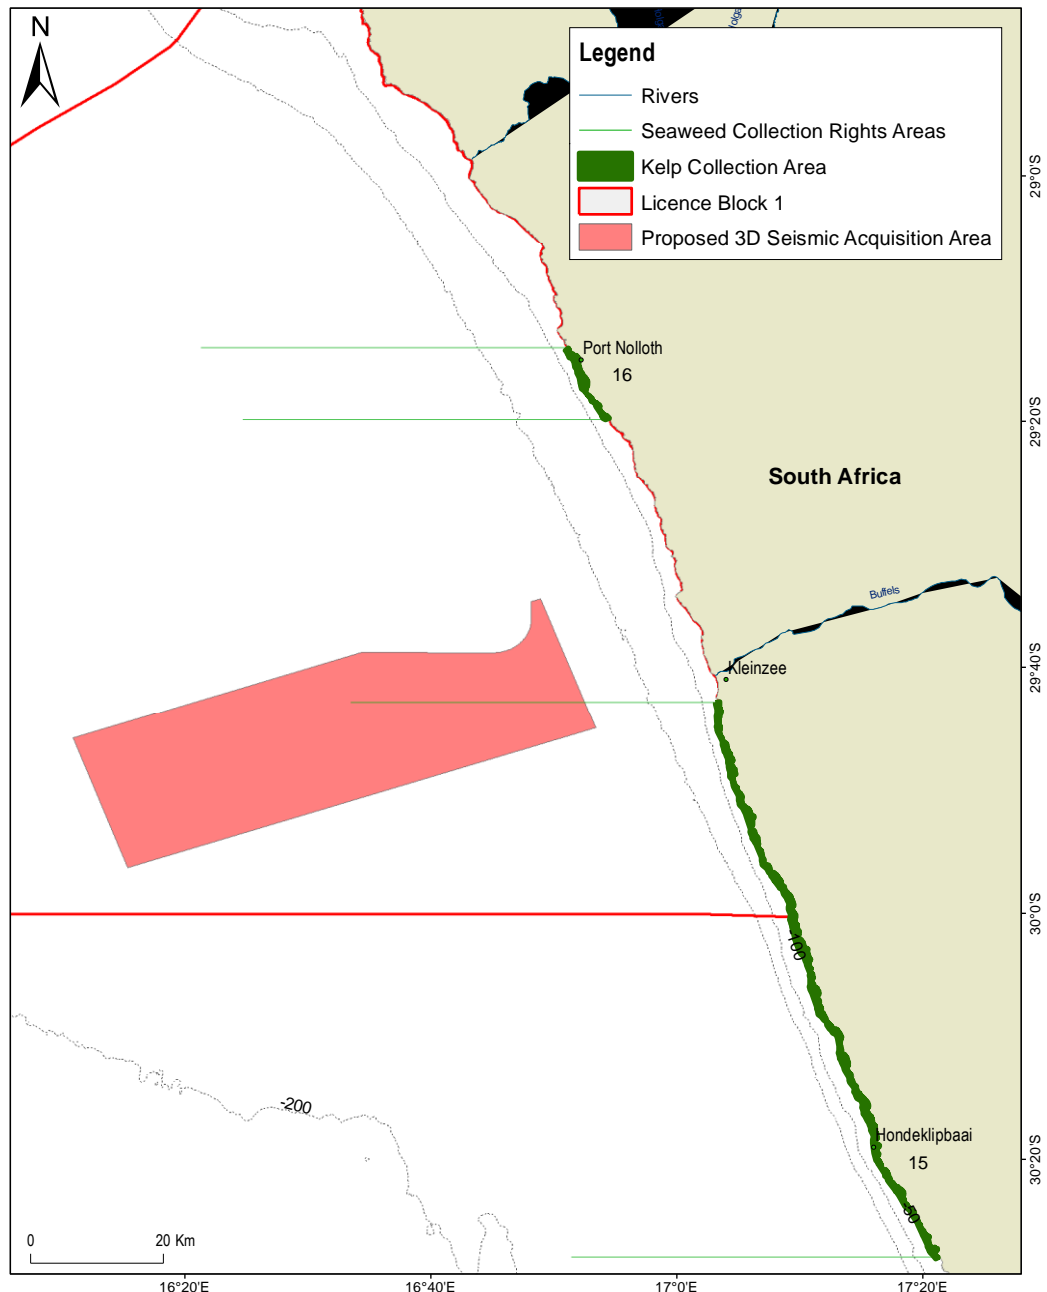 N
Legend
Rivers
Seaweed Collection Rights Areas
Kelp Collection Area
Licence Block 1
Proposed 3D Seismic Acquisition Area
29°0'S
Port Nolloth
16
29°20'S
South Africa
Buffels
29°40'S
Kleinzee
30°0'S
-100
-200
Hondeklipbaai
15
30°20'S
-50
0 20 Km
16°20'E 16°40'E 17°0'E 17°20'E